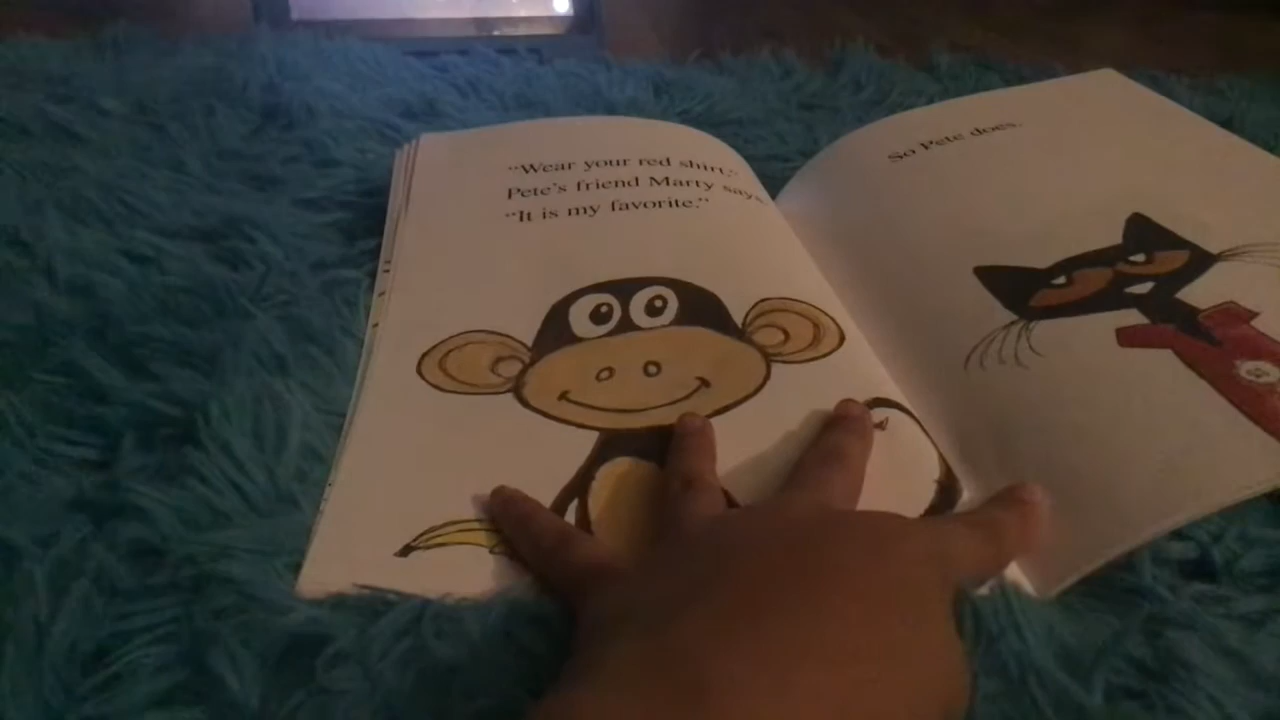 “Wear your red shirt,”
Pete’s friend Marty says.
“It is my favorite.”
So Pete does.